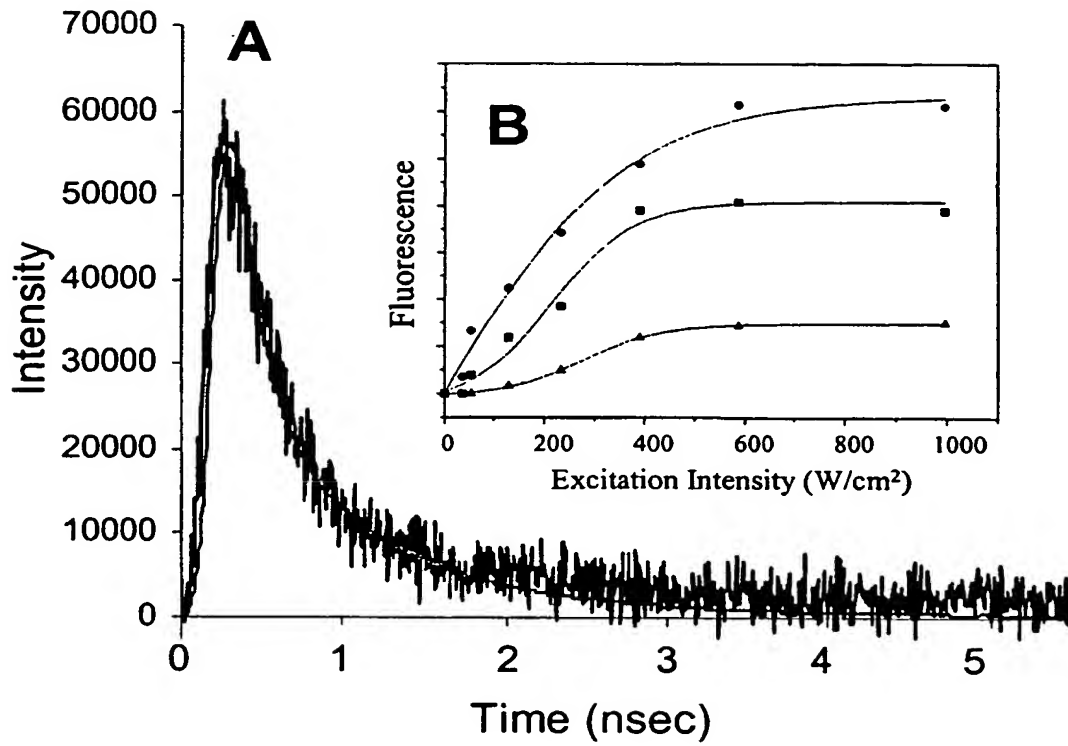 70000
60000
50000
40000
30000
20000
10000
0
Intensity
A
0 1 2 3 4 5
Time (nsec)
B
Fluorescence
0 200 400 600 800 1000
Excitation Intensity (W/cm²)